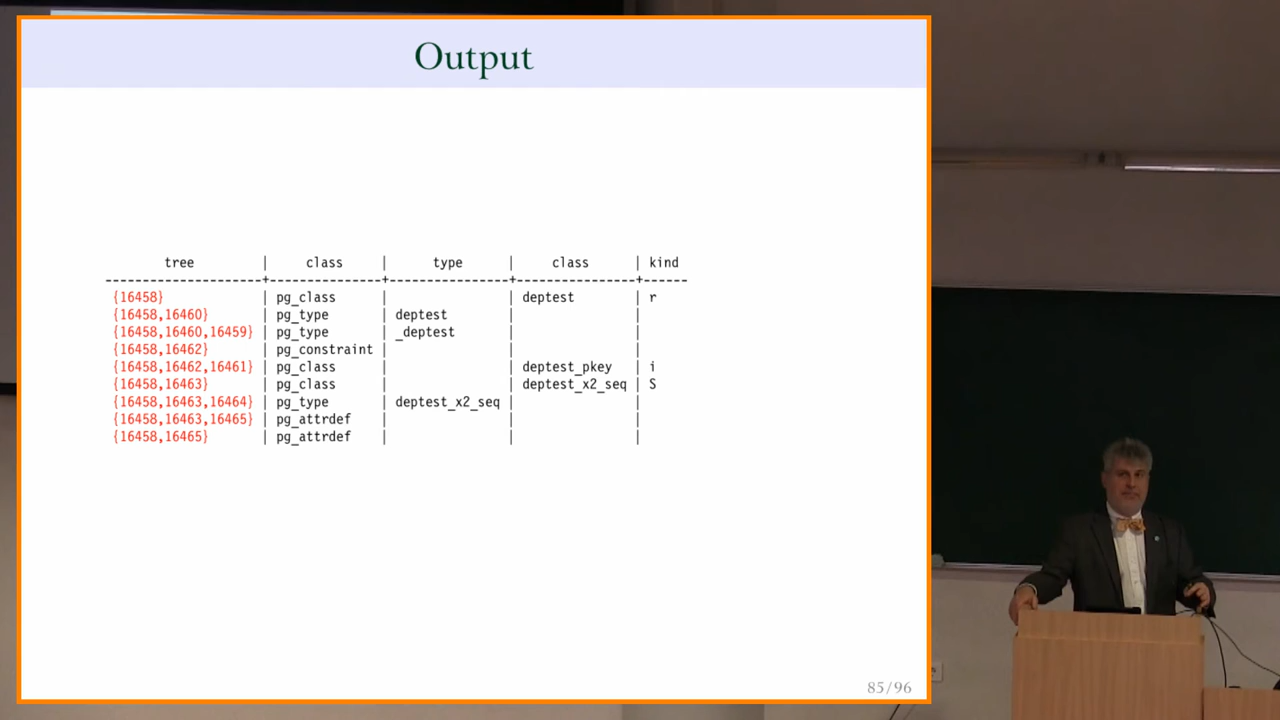 Output
tree | class | type | class | kind
---------------------+---------------+----------------+----------------+------
{16458} | pg_class | | deptest | r
{16458,16460} | pg_type | deptest | |
{16458,16460,16459} | pg_type | _deptest | |
{16458,16462} | pg_constraint | | |
{16458,16462,16461} | pg_class | | deptest_pkey | i
{16458,16463} | pg_class | | deptest_x2_seq | S
{16458,16463,16464} | pg_type | deptest_x2_seq | |
{16458,16463,16465} | pg_attrdef | | |
{16458,16465} | pg_attrdef | | |
85/96